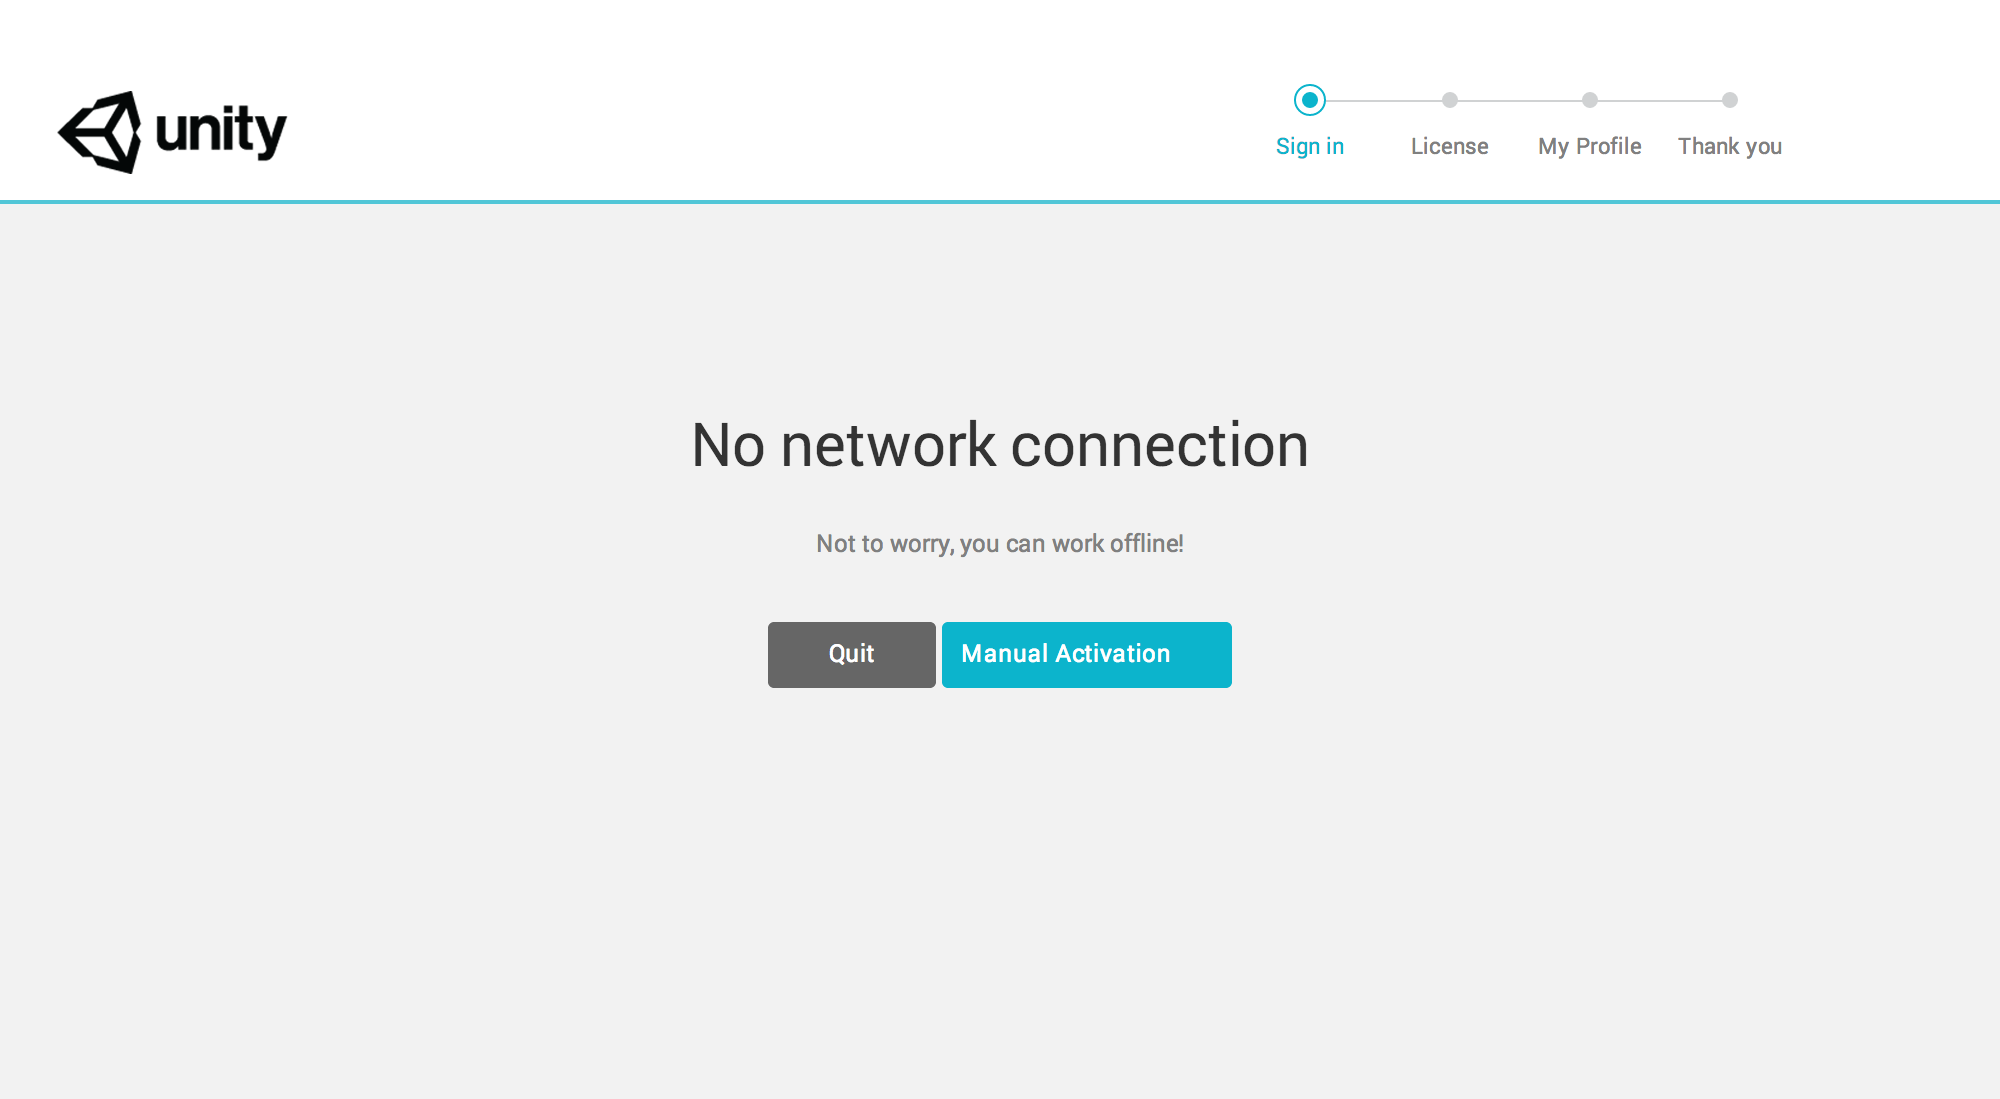 unity
Sign in
License
My Profile
Thank you
No network connection
Not to worry, you can work offline!
Quit
Manual Activation